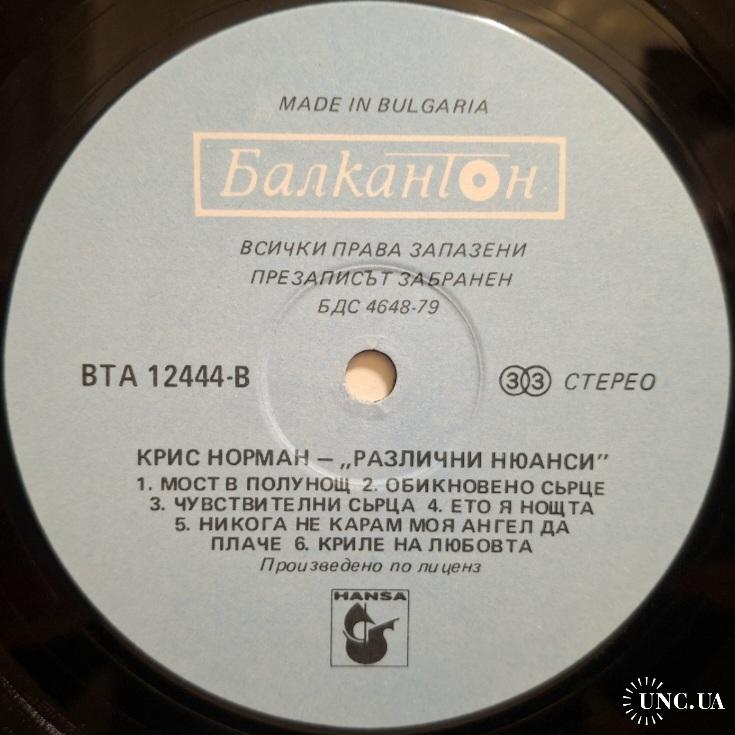 MADE IN BULGARIA
Балкантон
ВСИЧКИ ПРАВА ЗАПАЗЕНИ
ПРЕЗАПИСЪТ ЗАБРАНЕН
БДС 4648-79
ВТА 12444-В
33 СТЕРЕО
КРИС НОРМАН – „РАЗЛИЧНИ НЮАНСИ”
1. МОСТ В ПОЛУНОЩ 2. ОБИКНОВЕНО СЪРЦЕ
3. ЧУВСТВИТЕЛНИ СЪРЦА 4. ЕТО Я НОЩТА
5. НИКОГА НЕ КАРАМ МОЯ АНГЕЛ ДА
ПЛАЧЕ 6. КРИЛЕ НА ЛЮБОВТА
Произведено по лиценз
HANSA
UNC.UA